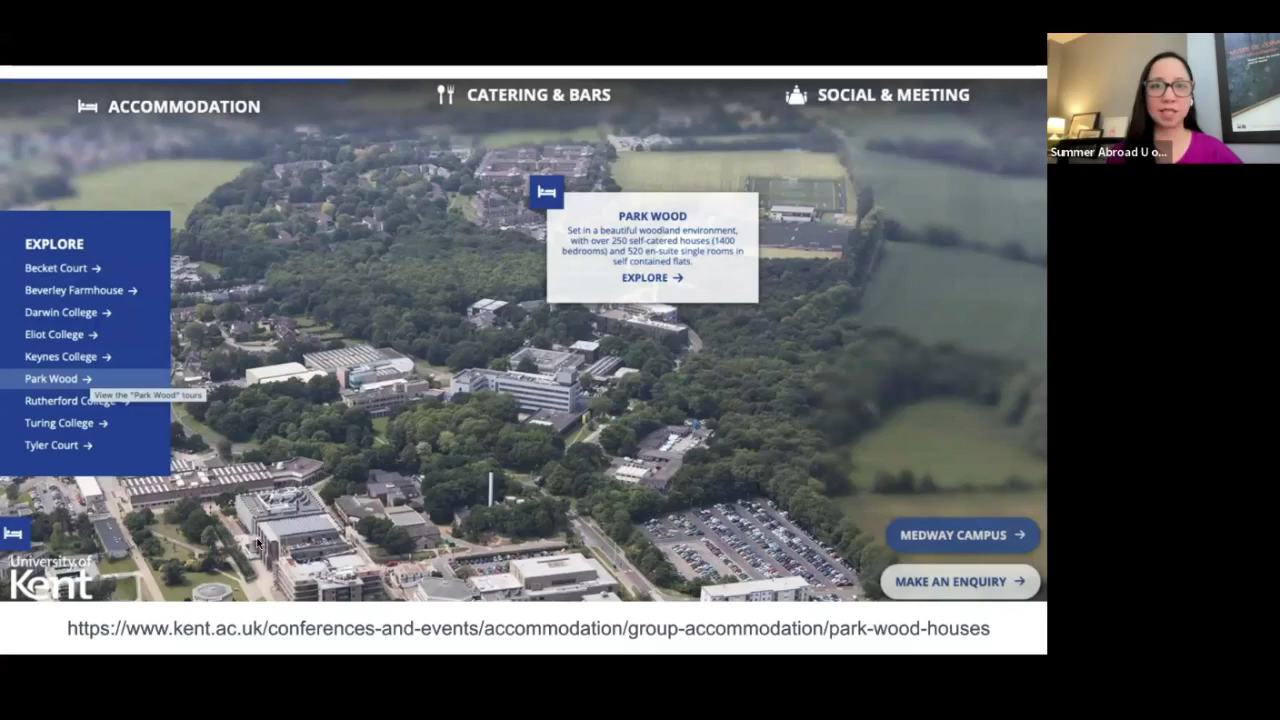 ACCOMMODATION
CATERING & BARS
SOCIAL & MEETING
Summer Abroad U o...
EXPLORE
Becket Court →
Beverley Farmhouse →
Darwin College →
Eliot College →
Keynes College →
Park Wood →
View the "Park Wood" tours
Rutherford College →
Turing College →
Tyler Court →
PARK WOOD
Set in a beautiful woodland environment,
with over 250 self-catered houses (1400
bedrooms) and 520 en-suite single rooms in
self contained flats.
EXPLORE →
MEDWAY CAMPUS →
MAKE AN ENQUIRY →
University of
Kent
https://www.kent.ac.uk/conferences-and-events/accommodation/group-accommodation/park-wood-houses